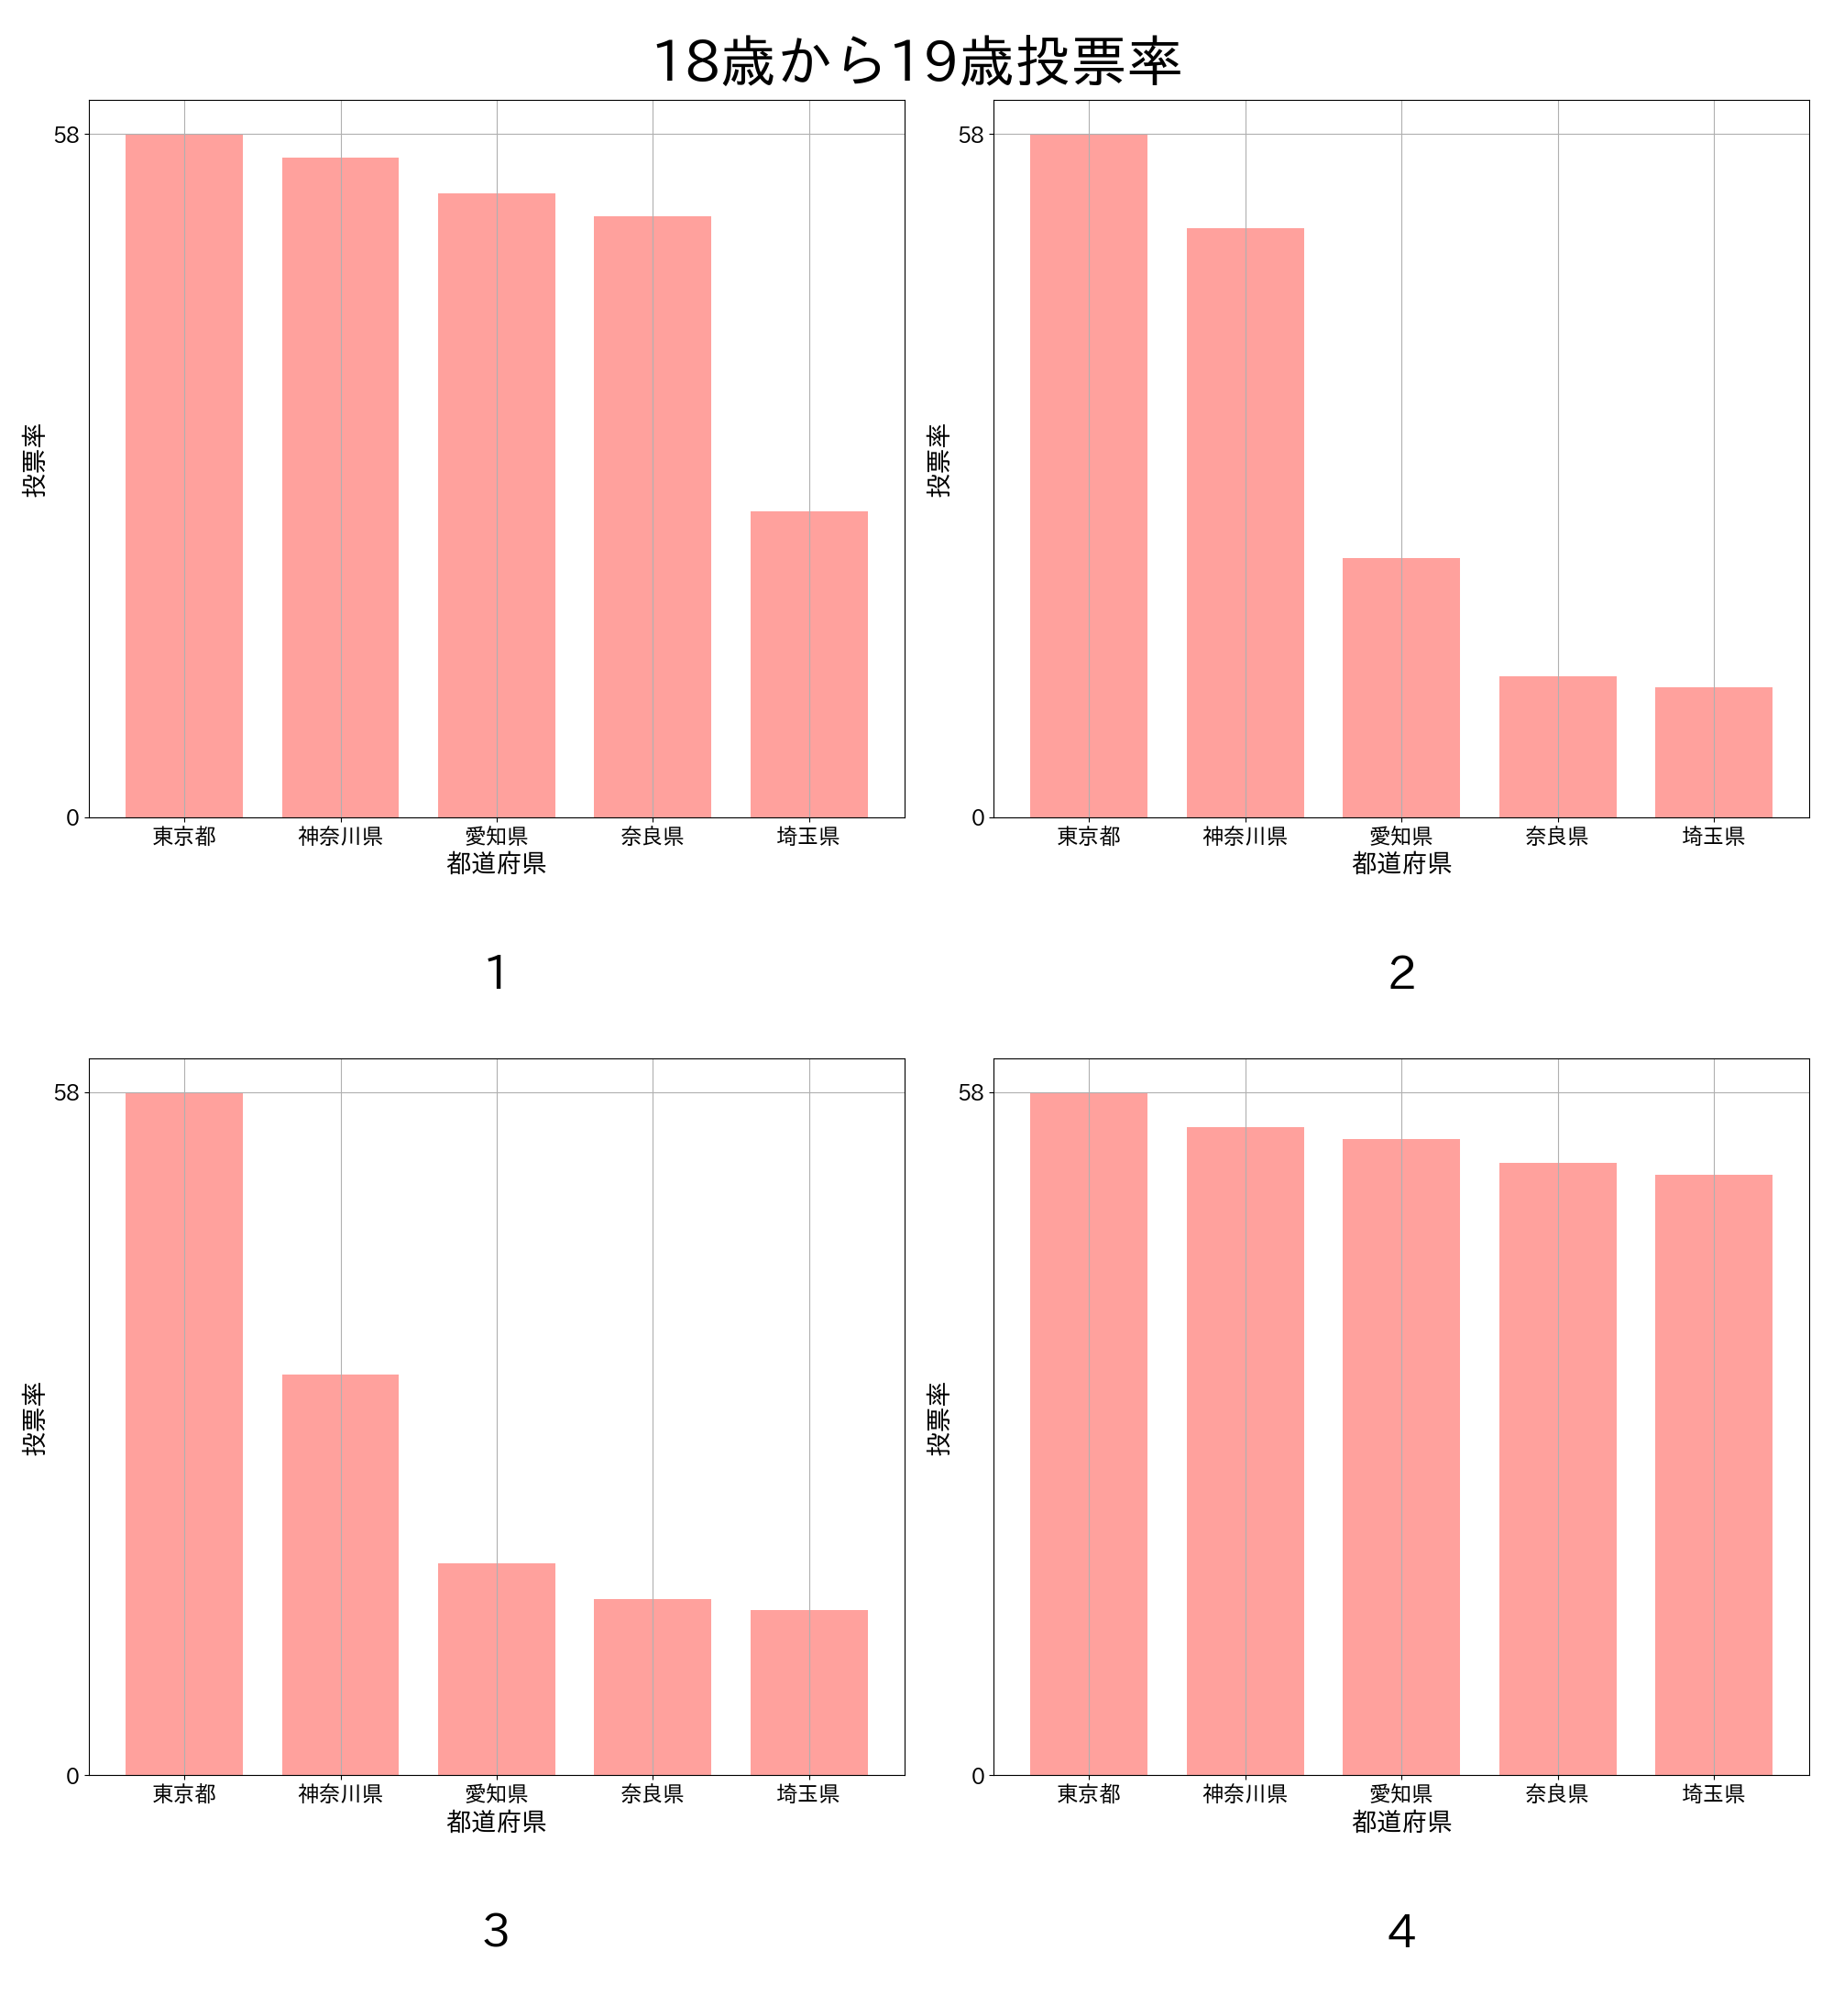 18歳から19歳投票率
58
0
投票率
東京都 神奈川県 愛知県 奈良県 埼玉県
都道府県
1
58
0
投票率
東京都 神奈川県 愛知県 奈良県 埼玉県
都道府県
2
58
0
投票率
東京都 神奈川県 愛知県 奈良県 埼玉県
都道府県
3
58
0
投票率
東京都 神奈川県 愛知県 奈良県 埼玉県
都道府県
4